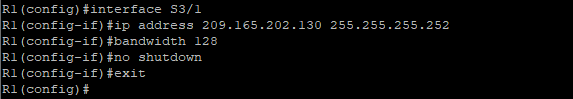 R1(config)#interface S3/1
R1(config-if)#ip address 209.165.202.130 255.255.255.252
R1(config-if)#bandwidth 128
R1(config-if)#no shutdown
R1(config-if)#exit
R1(config)#